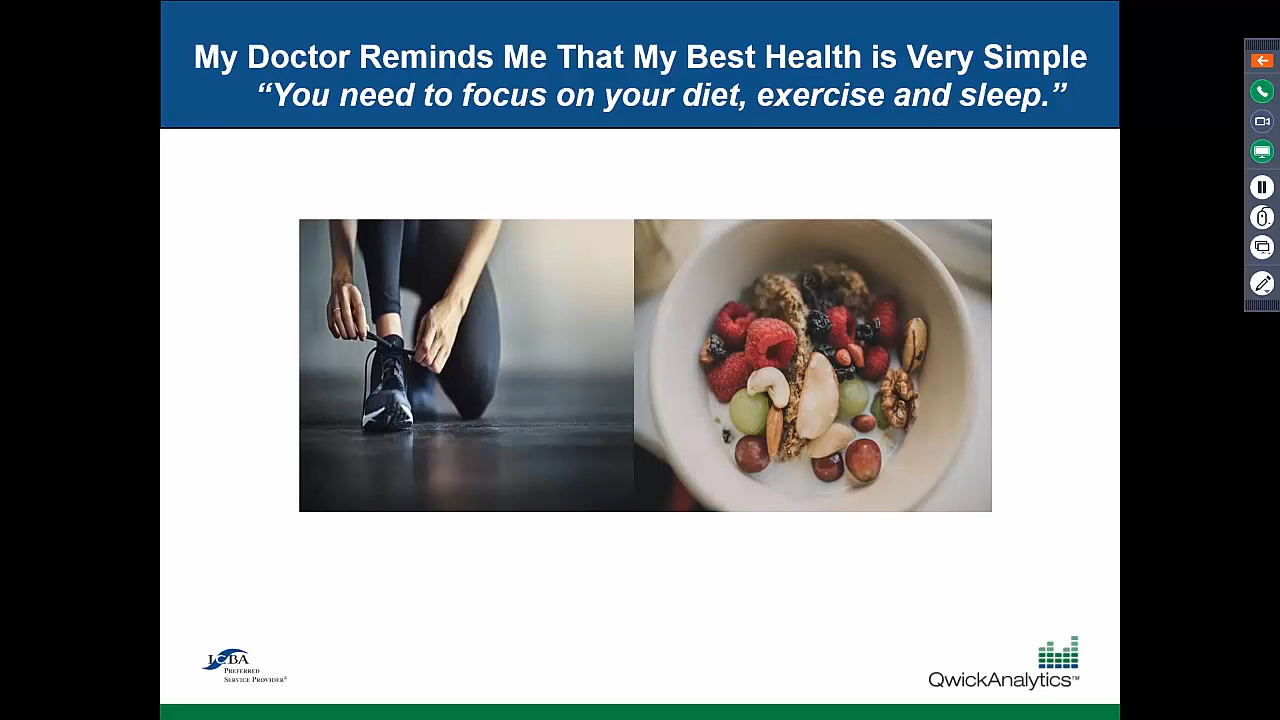 My Doctor Reminds Me That My Best Health is Very Simple
“You need to focus on your diet, exercise and sleep.”
ICBA
PREFERRED
SERVICE PROVIDER®
QwickAnalytics™